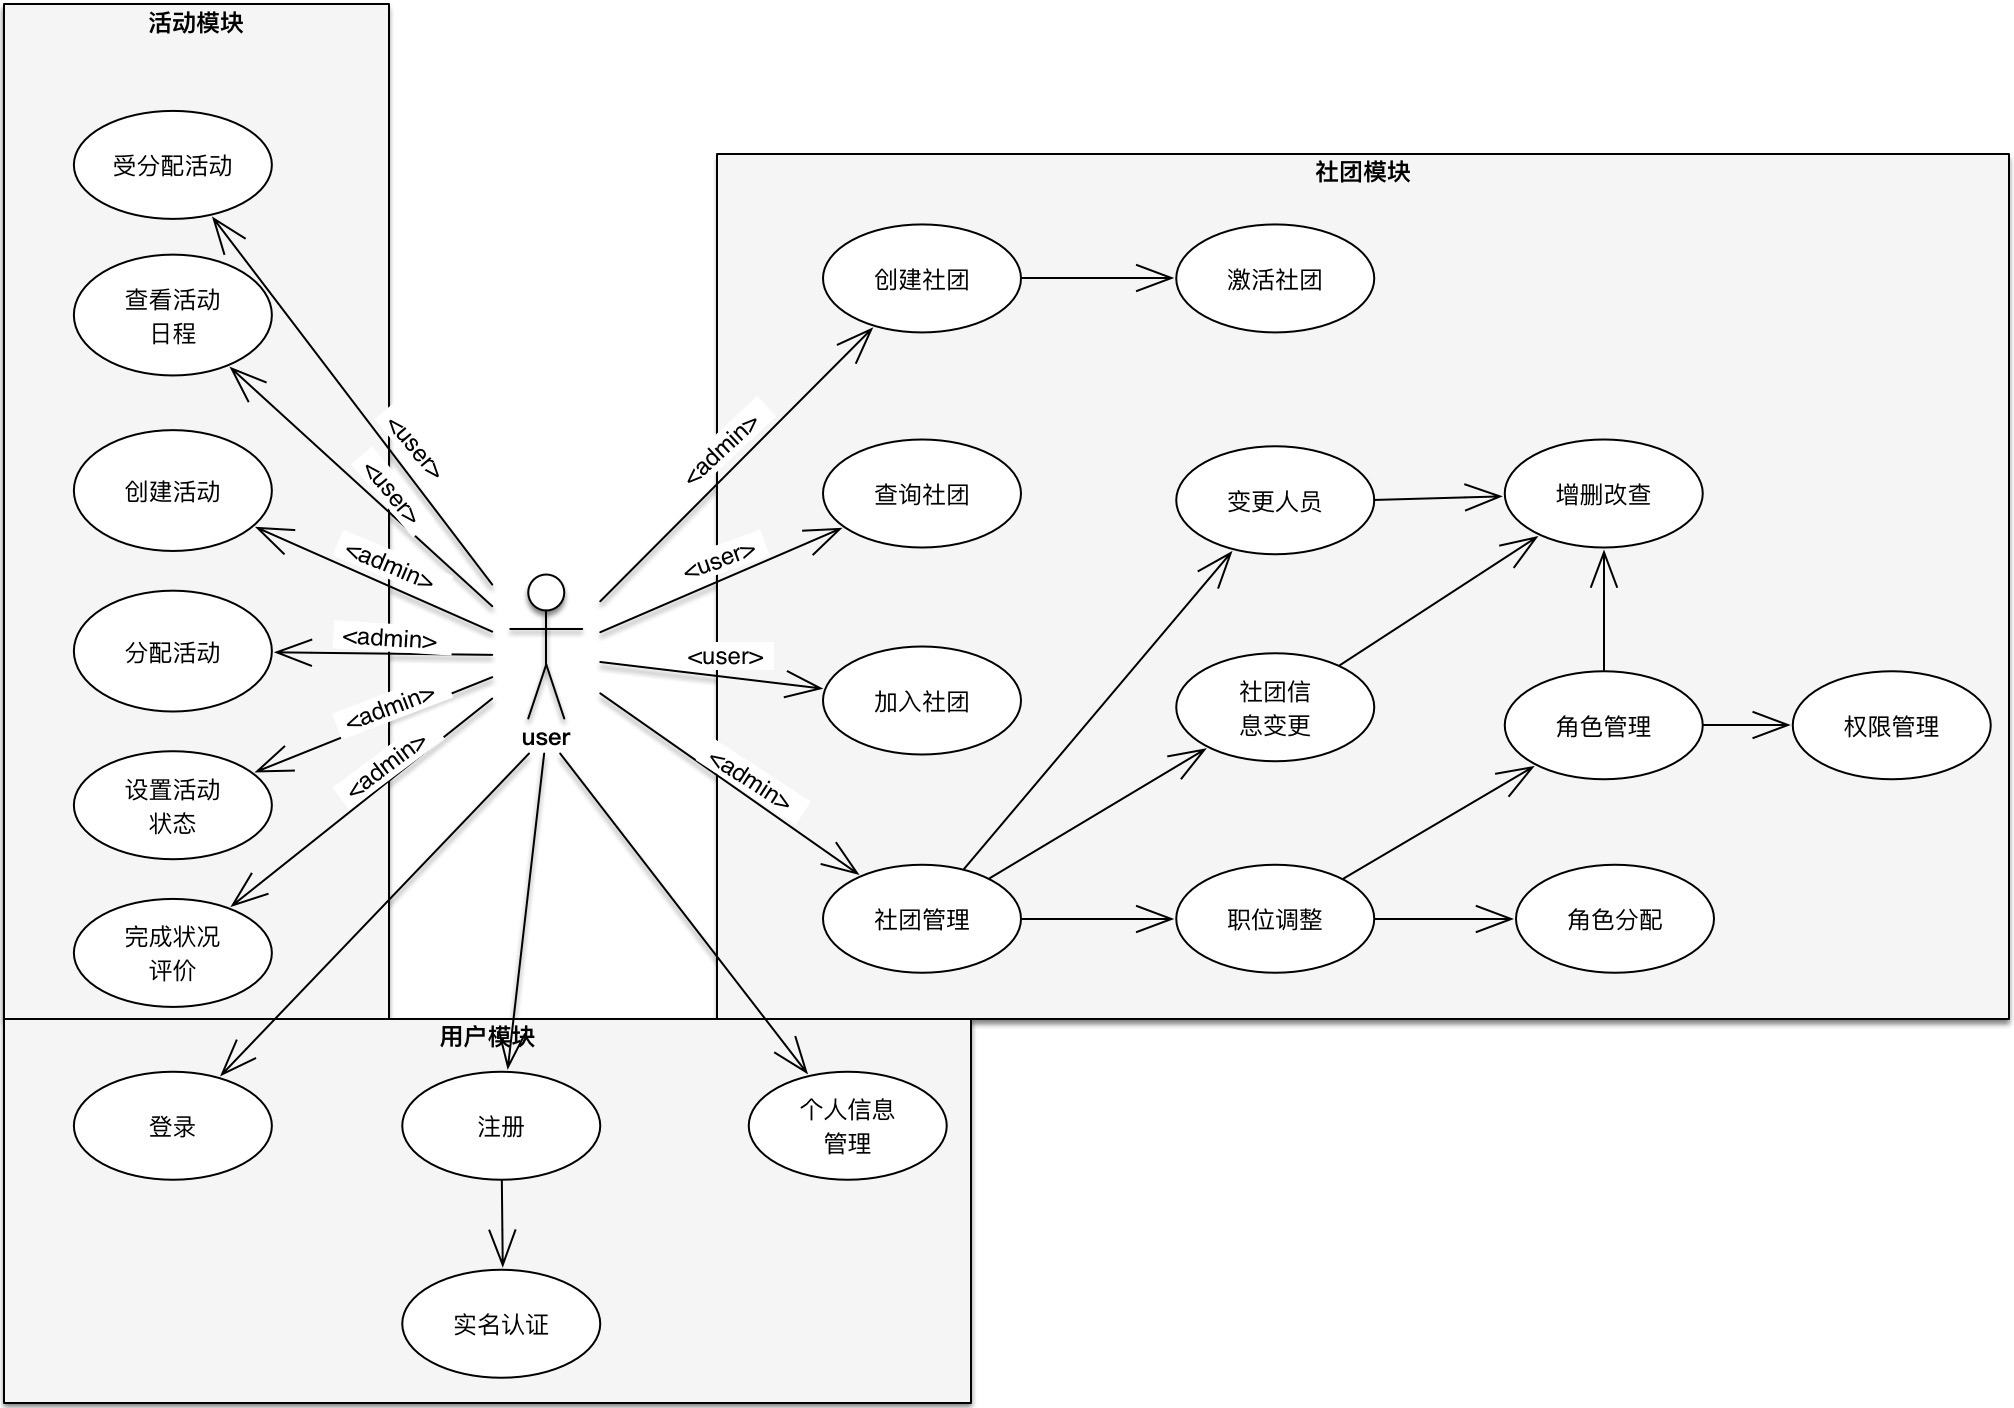 活动模块
受分配活动
查看活动
日程
创建活动
分配活动
设置活动
状态
完成状况
评价
<user>
<user>
<admin>
<admin>
<admin>
<admin>
user
<admin>
<user>
<user>
<admin>
社团模块
创建社团
激活社团
查询社团
变更人员
增删改查
加入社团
社团信
息变更
角色管理
权限管理
社团管理
职位调整
角色分配
用户模块
登录
注册
个人信息
管理
实名认证